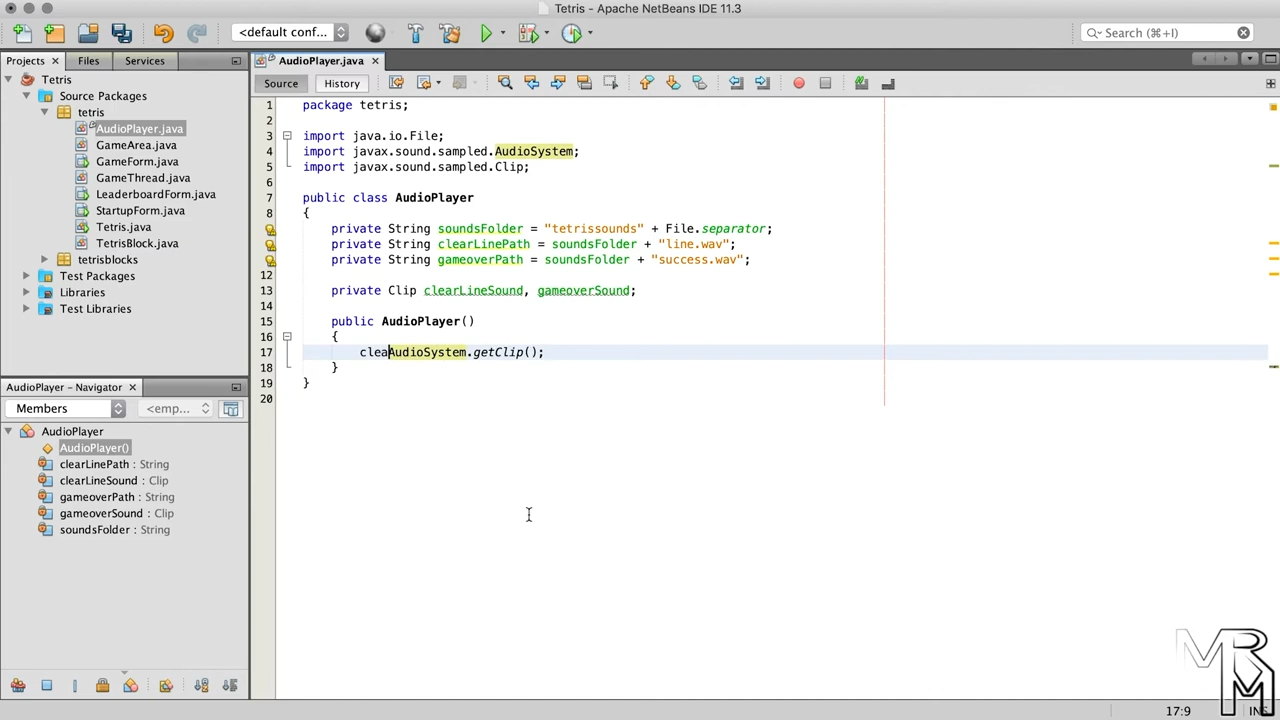 Tetris - Apache NetBeans IDE 11.3
<default conf...
Search (⌘+I)
Projects
Files
Services
AudioPlayer.java
Source
History
Tetris
Source Packages
tetris
AudioPlayer.java
GameArea.java
GameForm.java
GameThread.java
LeaderboardForm.java
StartupForm.java
Tetris.java
TetrisBlock.java
tetrisblocks
Test Packages
Libraries
Test Libraries
AudioPlayer - Navigator
Members
<emp...
AudioPlayer
AudioPlayer()
clearLinePath : String
clearLineSound : Clip
gameoverPath : String
gameoverSound : Clip
soundsFolder : String
1 package tetris;
2
3 import java.io.File;
4 import javax.sound.sampled.AudioSystem;
5 import javax.sound.sampled.Clip;
6
7 public class AudioPlayer
8 {
private String soundsFolder = "tetrissounds" + File.separator;
private String clearLinePath = soundsFolder + "line.wav";
private String gameoverPath = soundsFolder + "success.wav";
12
13 private Clip clearLineSound, gameoverSound;
14
15 public AudioPlayer()
16 {
17 cleaAudioSystem.getClip();
18 }
19 }
20
17:9
INS
MRM